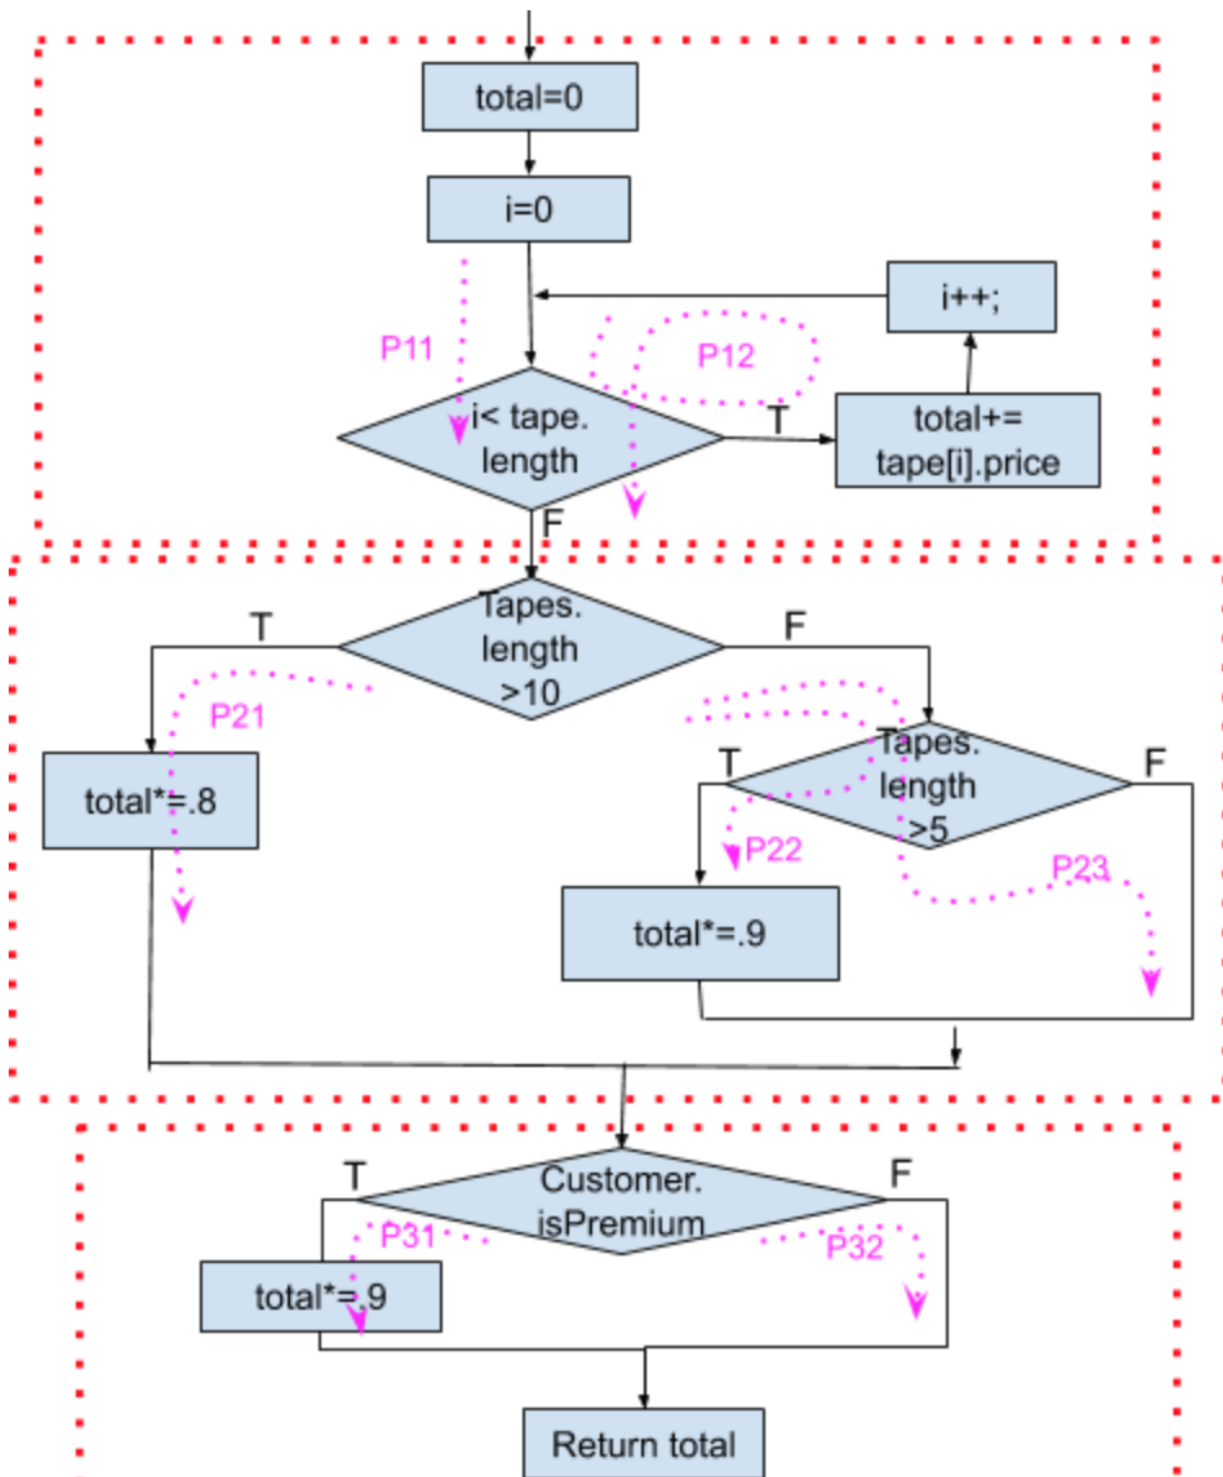 total=0
i=0
i++;
P11
P12
i< tape.
length
T
total+=
tape[i].price
F
Tapes.
length
>10
T
F
P21
Tapes.
length
>5
T
F
total*=.8
P22
P23
total*=.9
Customer.
isPremium
T
F
P31
P32
total*=.9
Return total